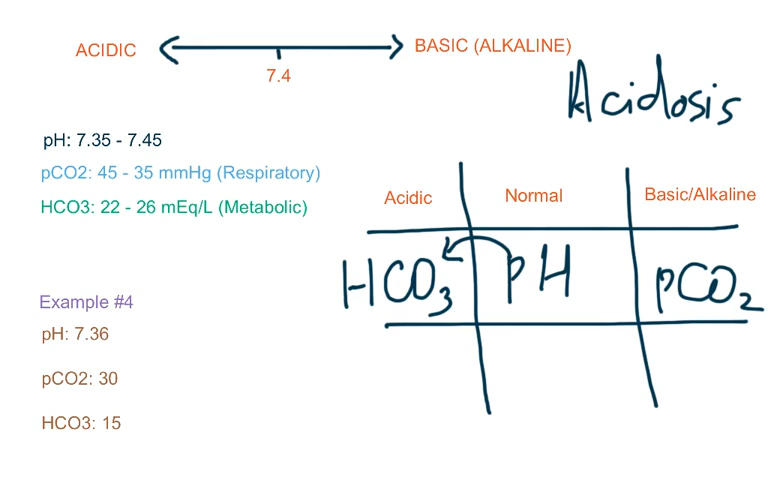 ACIDIC BASIC (ALKALINE)
7.4
Acidosis
pH: 7.35 - 7.45
pCO2: 45 - 35 mmHg (Respiratory)
HCO3: 22 - 26 mEq/L (Metabolic)
Acidic Normal Basic/Alkaline
HCO₃ pH pCO₂
Example #4
pH: 7.36
pCO2: 30
HCO3: 15